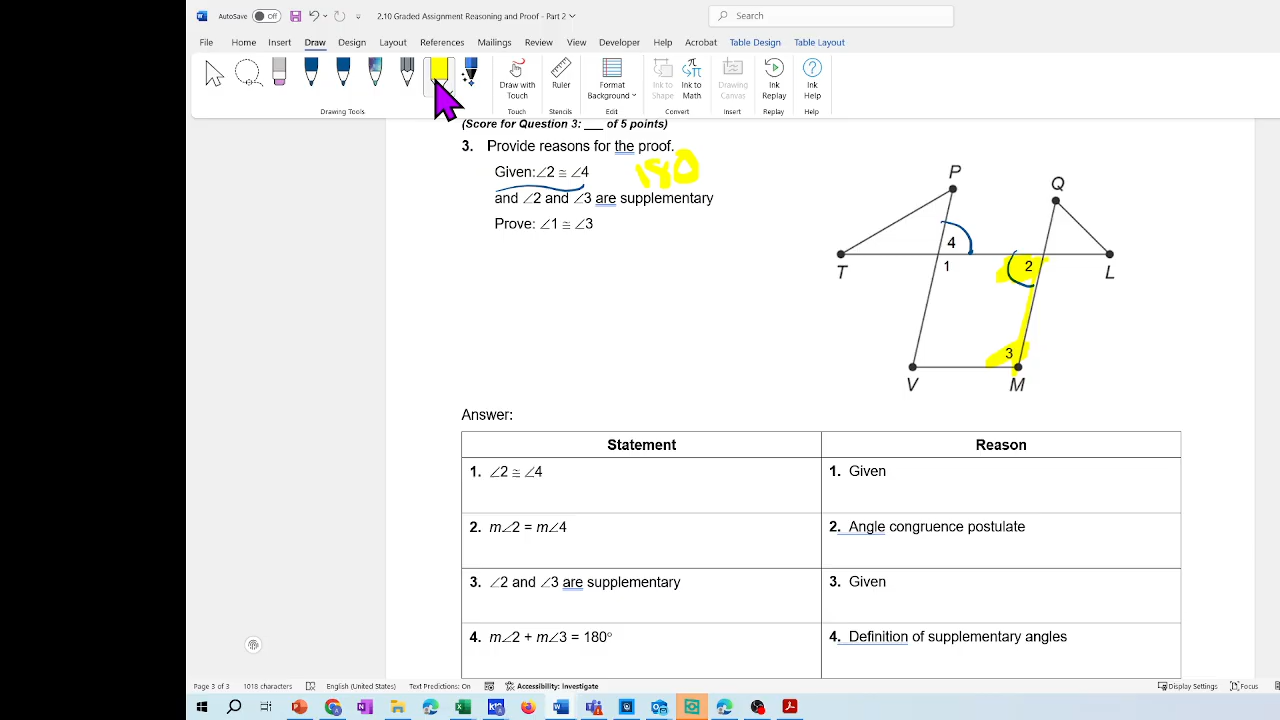 AutoSave Off 2.10 Graded Assignment Reasoning and Proof - Part 2 Search
File Home Insert Draw Design Layout References Mailings Review View Developer Help Acrobat Table Design Table Layout
Draw with Touch Ruler Format Background Ink to Shape Ink to Math Drawing Canvas Ink Replay Ink Help
Drawing Tools Touch Stencils Edit Convert Insert Replay Help
(Score for Question 3: ___ of 5 points)
3. Provide reasons for the proof.
Given:∠2 ≅ ∠4
180
and ∠2 and ∠3 are supplementary
Prove: ∠1 ≅ ∠3
P
Q
4
T
1
2
L
3
V
M
Answer:
Statement Reason
1. ∠2 ≅ ∠4 1. Given
2. m∠2 = m∠4 2. Angle congruence postulate
3. ∠2 and ∠3 are supplementary 3. Given
4. m∠2 + m∠3 = 180° 4. Definition of supplementary angles
Page 3 of 3 1018 characters English (United States) Text Predictions: On Accessibility: Investigate Display Settings Focus